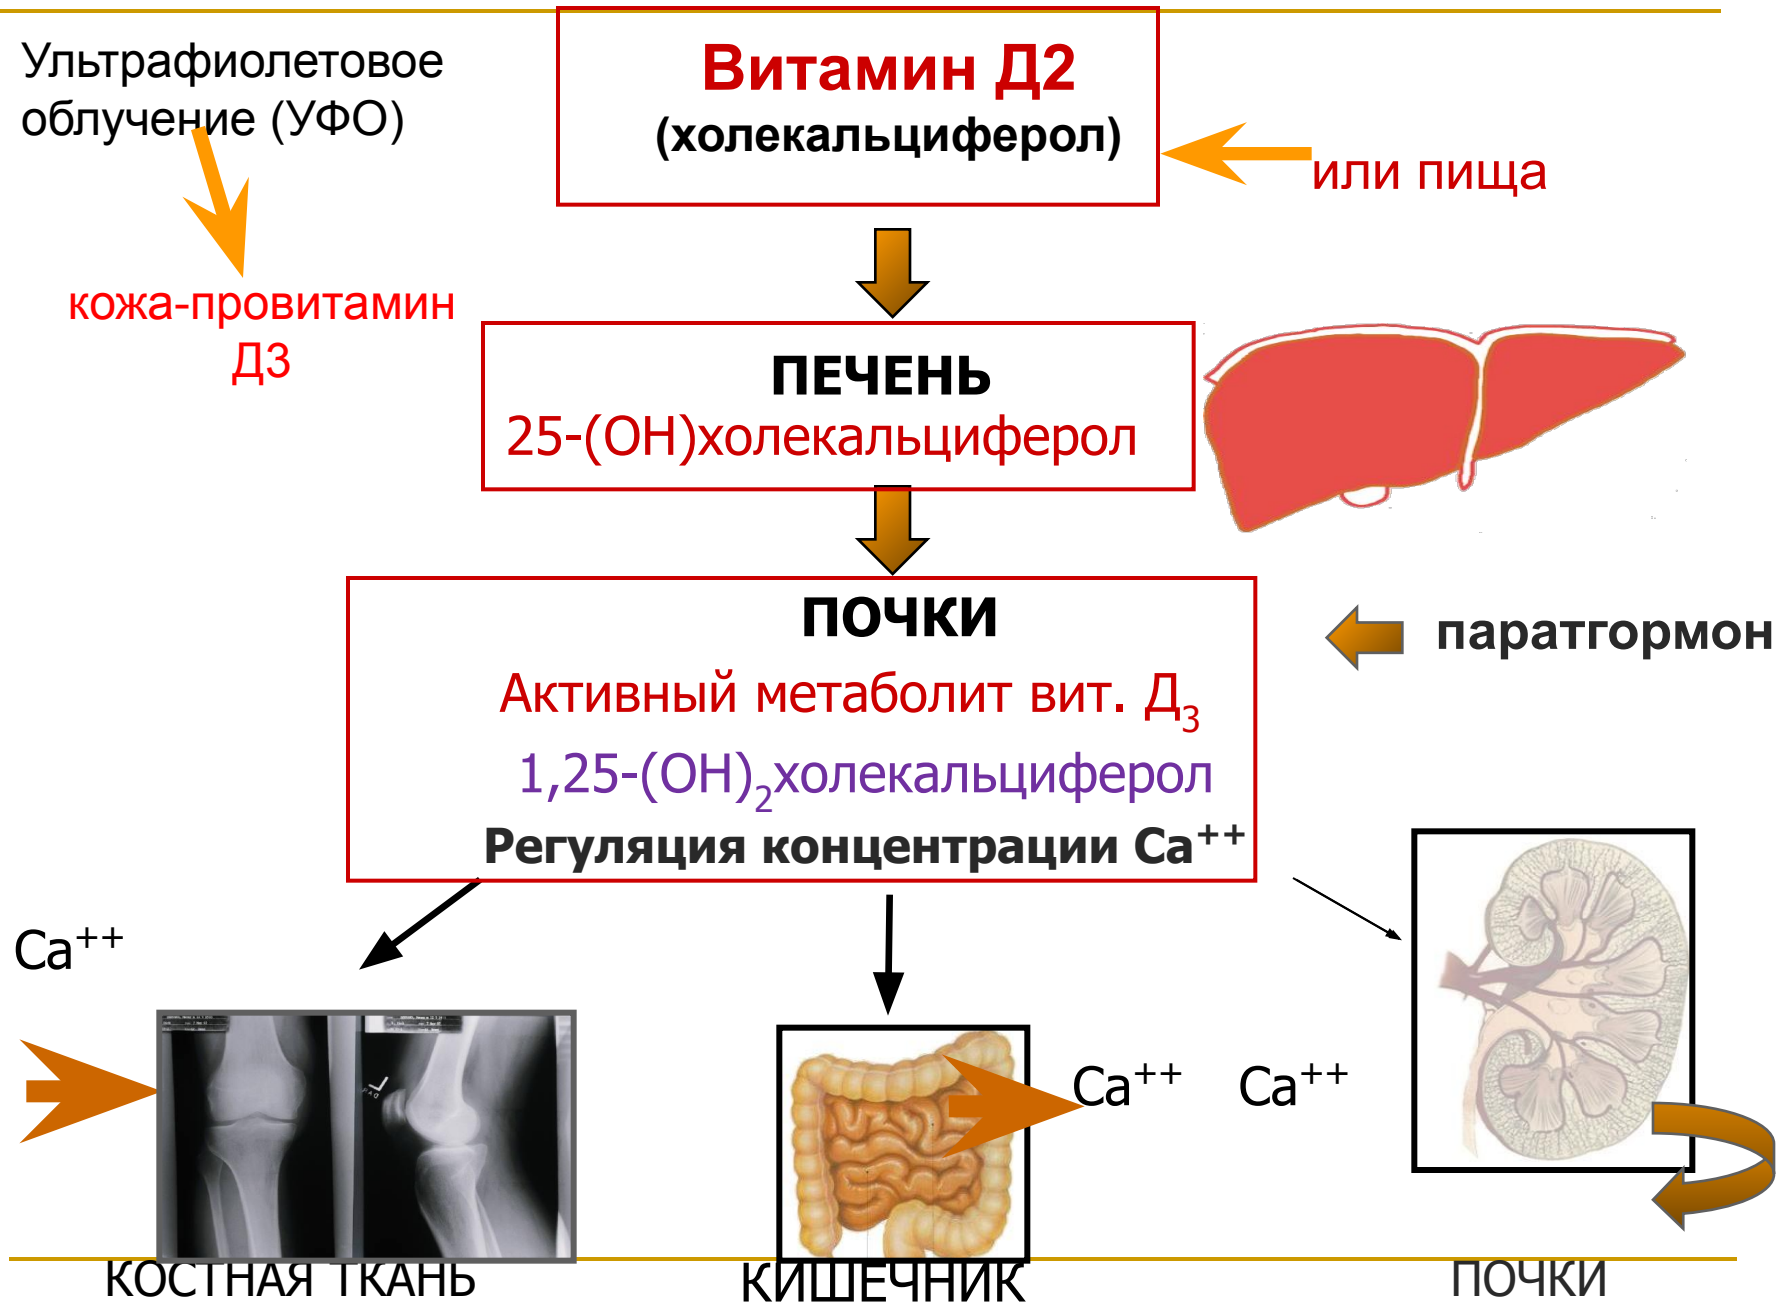 Ультрафиолетовое
облучение (УФО)
Витамин Д2
(холекальциферол)
или пища
кожа-провитамин
Д3
ПЕЧЕНЬ
25-(ОН)холекальциферол
ПОЧКИ
Активный метаболит вит. Д₃
1,25-(ОН)₂холекальциферол
Регуляция концентрации Са⁺⁺
паратгормон
Са⁺⁺
Са⁺⁺
Са⁺⁺
КОСТНАЯ ТКАНЬ
КИШЕЧНИК
ПОЧКИ